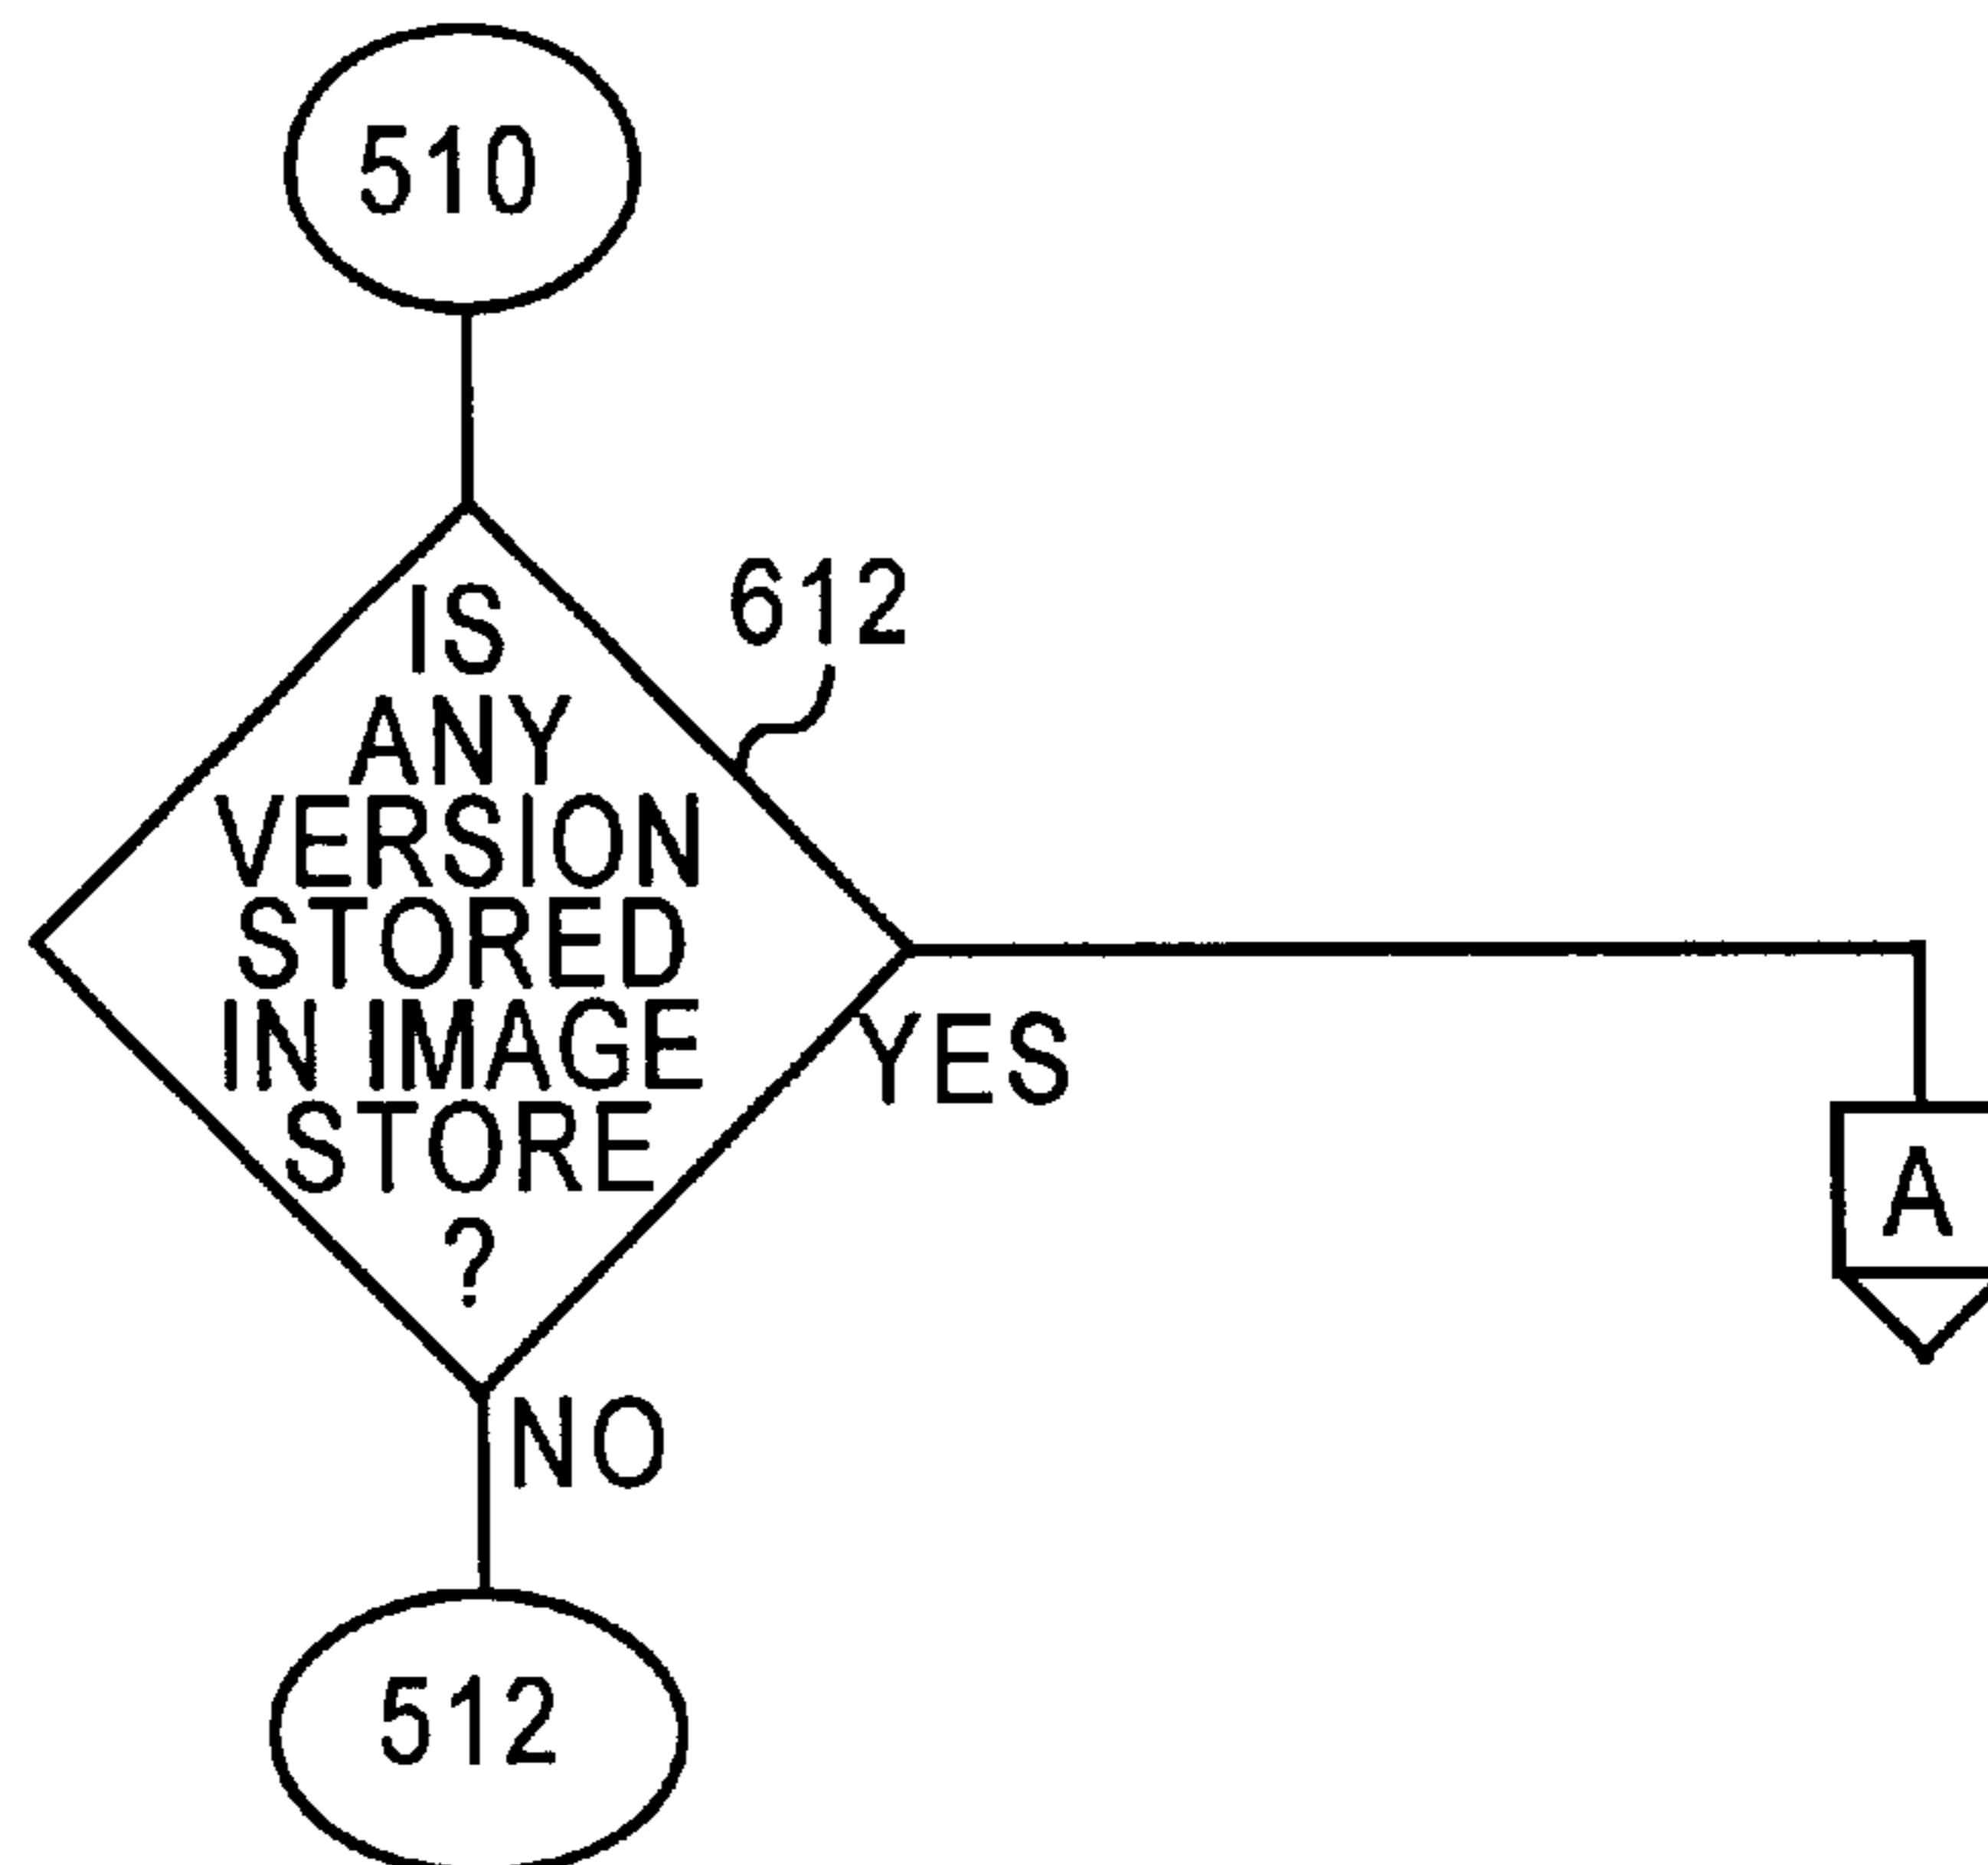 510
612
IS
ANY
VERSION
STORED
IN IMAGE
STORE
?
YES
A
NO
512